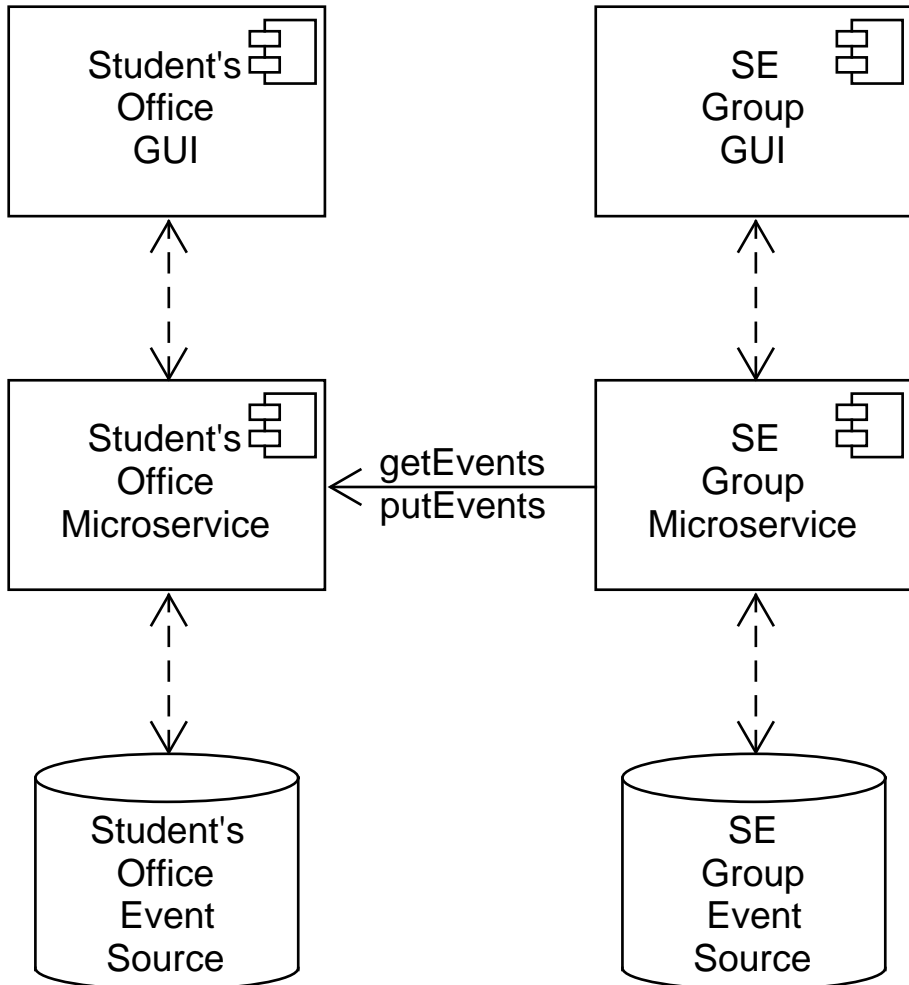 Student's
Office
GUI
SE
Group
GUI
Student's
Office
Microservice
getEvents
putEvents
SE
Group
Microservice
Student's
Office
Event
Source
SE
Group
Event
Source